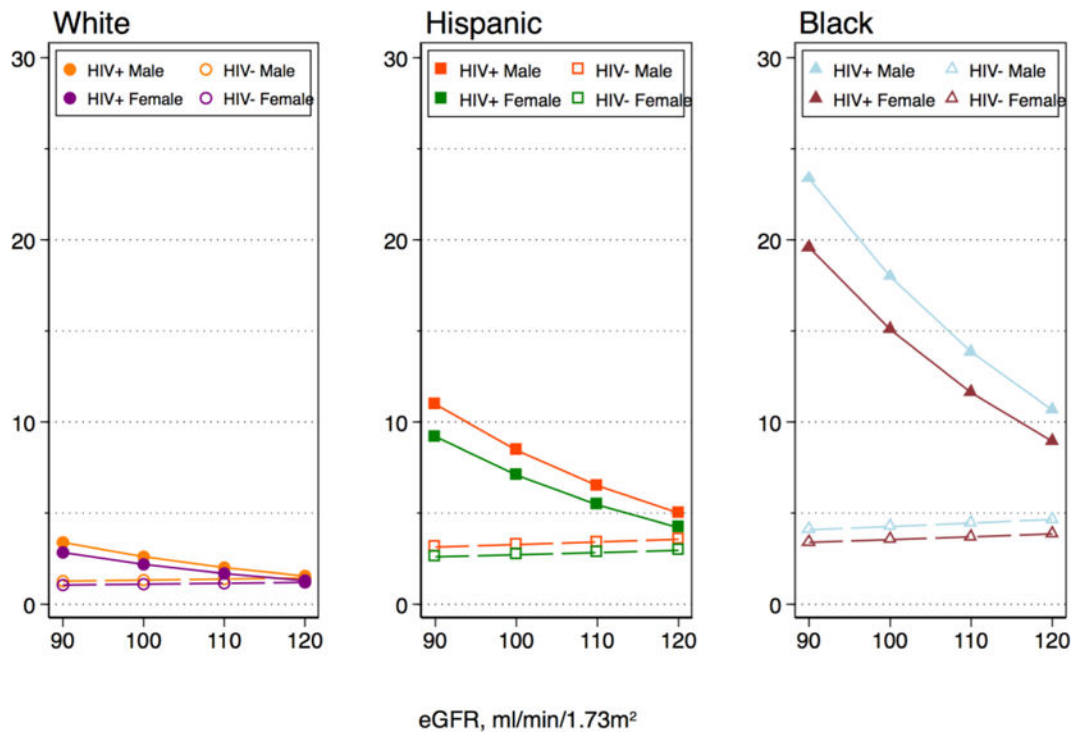 White
HIV+ Male HIV- Male
HIV+ Female HIV- Female
30
20
10
0
90 100 110 120
Hispanic
HIV+ Male HIV- Male
HIV+ Female HIV- Female
30
20
10
0
90 100 110 120
Black
HIV+ Male HIV- Male
HIV+ Female HIV- Female
30
20
10
0
90 100 110 120
eGFR, ml/min/1.73m²